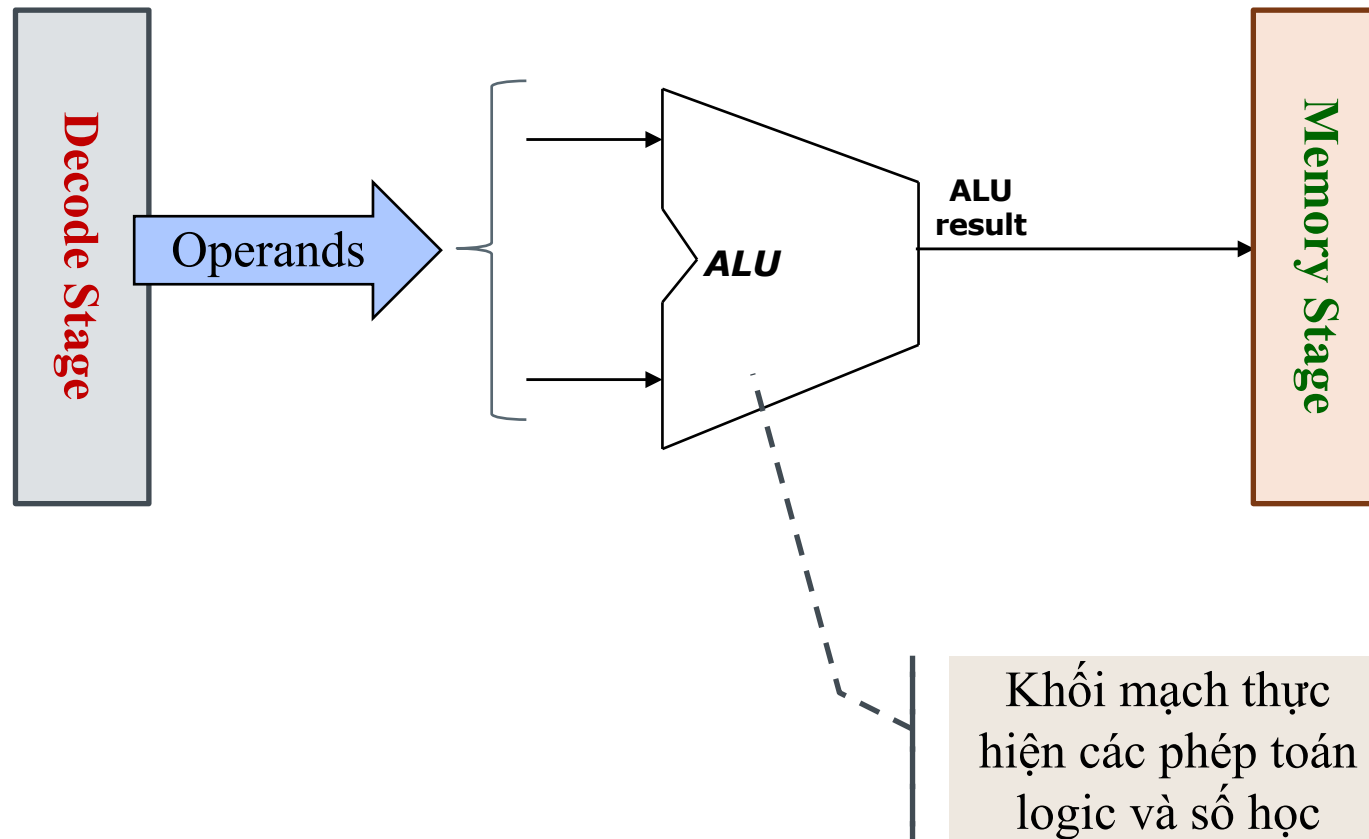 Decode Stage
Operands
ALU
ALU
result
Memory Stage
Khối mạch thực
hiện các phép toán
logic và số học